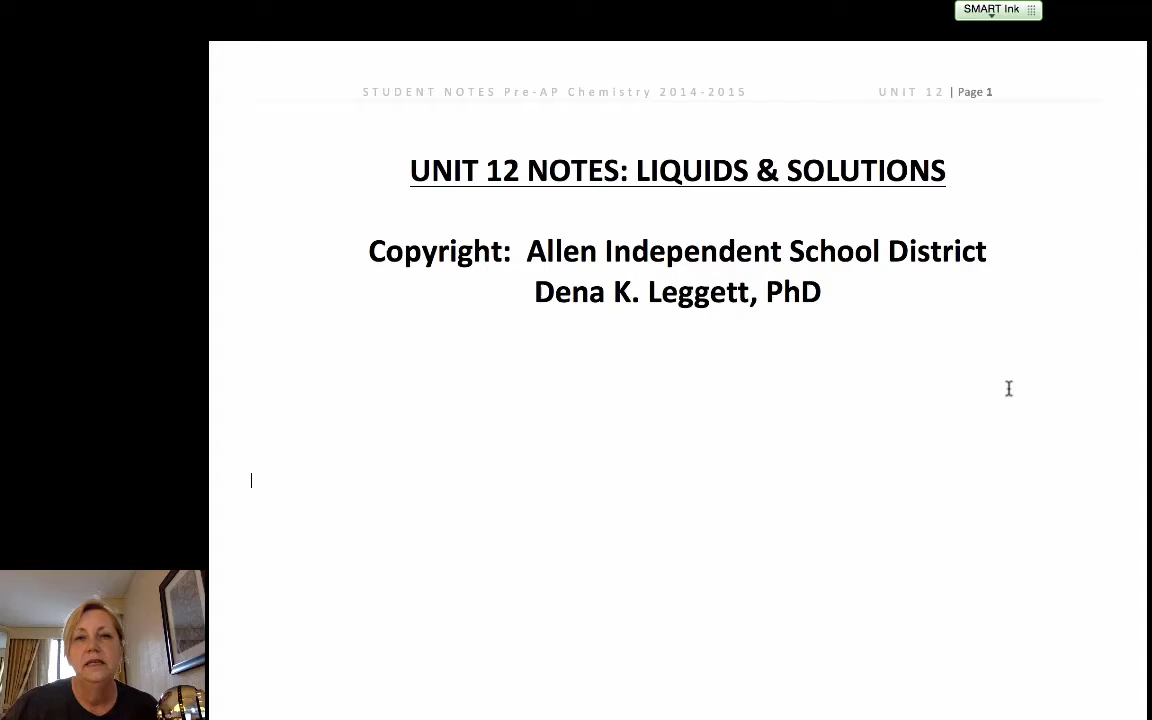 SMART Ink
STUDENT NOTES Pre-AP Chemistry 2014-2015 UNIT 12 | Page 1
UNIT 12 NOTES: LIQUIDS & SOLUTIONS
Copyright: Allen Independent School District
Dena K. Leggett, PhD